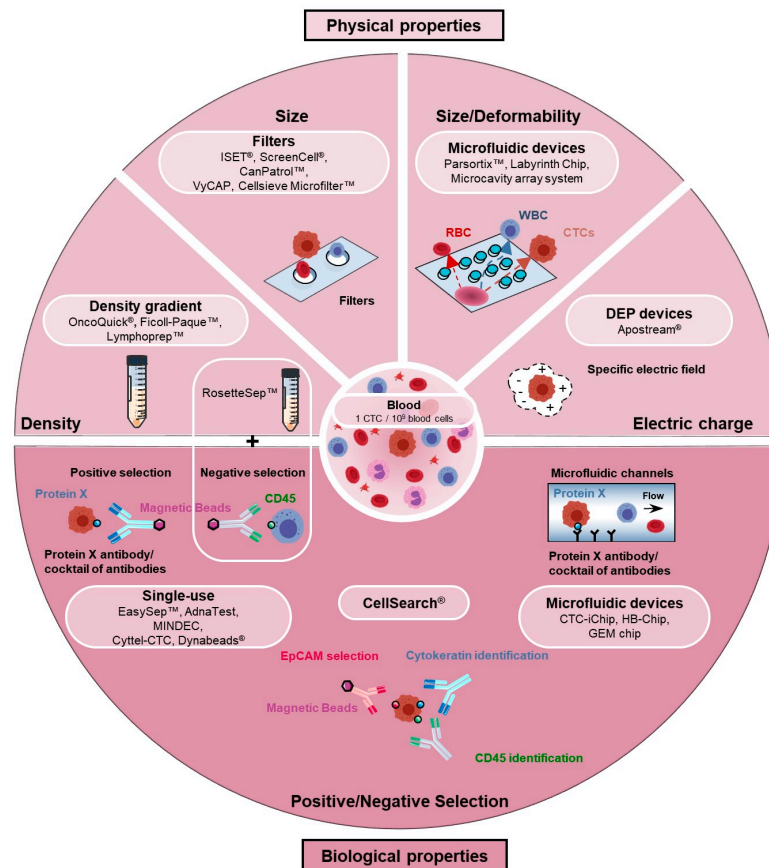 Physical properties
Size
Filters
ISET®, ScreenCell®,
CanPatrol™,
VyCAP, Cellsieve Microfilter™
Filters
Size/Deformability
Microfluidic devices
Parsortix™, Labyrinth Chip,
Microcavity array system
WBC
RBC
CTCs
Density gradient
OncoQuick®, Ficoll-Paque™,
Lymphoprep™
RosetteSep™
Density
DEP devices
Apostream®
Specific electric field
+
+
+
+
-
-
-
Electric charge
Blood
1 CTC / 10⁹ blood cells
+
Positive selection
Protein X
Magnetic Beads
Protein X antibody/
cocktail of antibodies
Negative selection
CD45
Single-use
EasySep™, AdnaTest,
MINDEC,
Cyttel-CTC, Dynabeads®
CellSearch®
EpCAM selection
Cytokeratin identification
Magnetic Beads
CD45 identification
Microfluidic channels
Protein X
Flow
Protein X antibody/
cocktail of antibodies
Microfluidic devices
CTC-iChip, HB-Chip,
GEM chip
Positive/Negative Selection
Biological properties